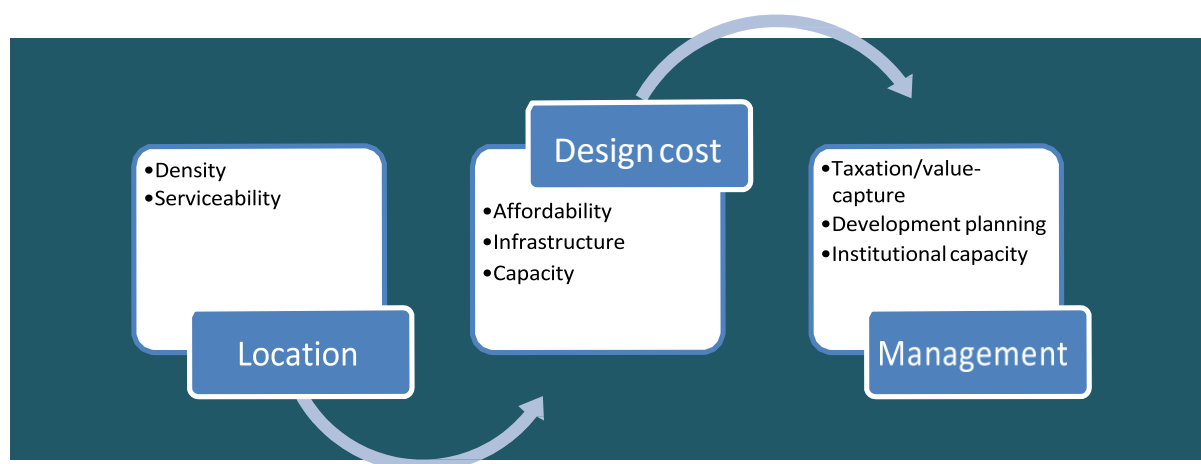 •Density
•Serviceability
Location
Design cost
•Affordability
•Infrastructure
•Capacity
•Taxation/value-
capture
•Development planning
•Institutional capacity
Management